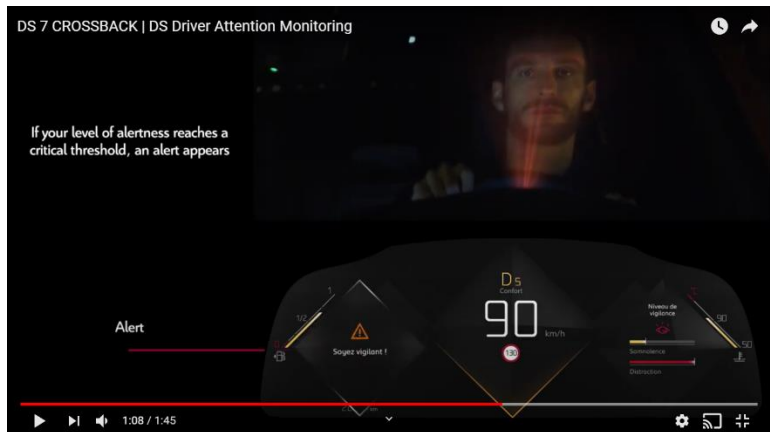 DS 7 CROSSBACK | DS Driver Attention Monitoring
If your level of alertness reaches a
critical threshold, an alert appears
Alert
1
1/2
0
Soyez vigilant !
D5
Confort
90 km/h
130
Niveau de
vigilance
Somnolence
Distraction
90
50
1:08 / 1:45